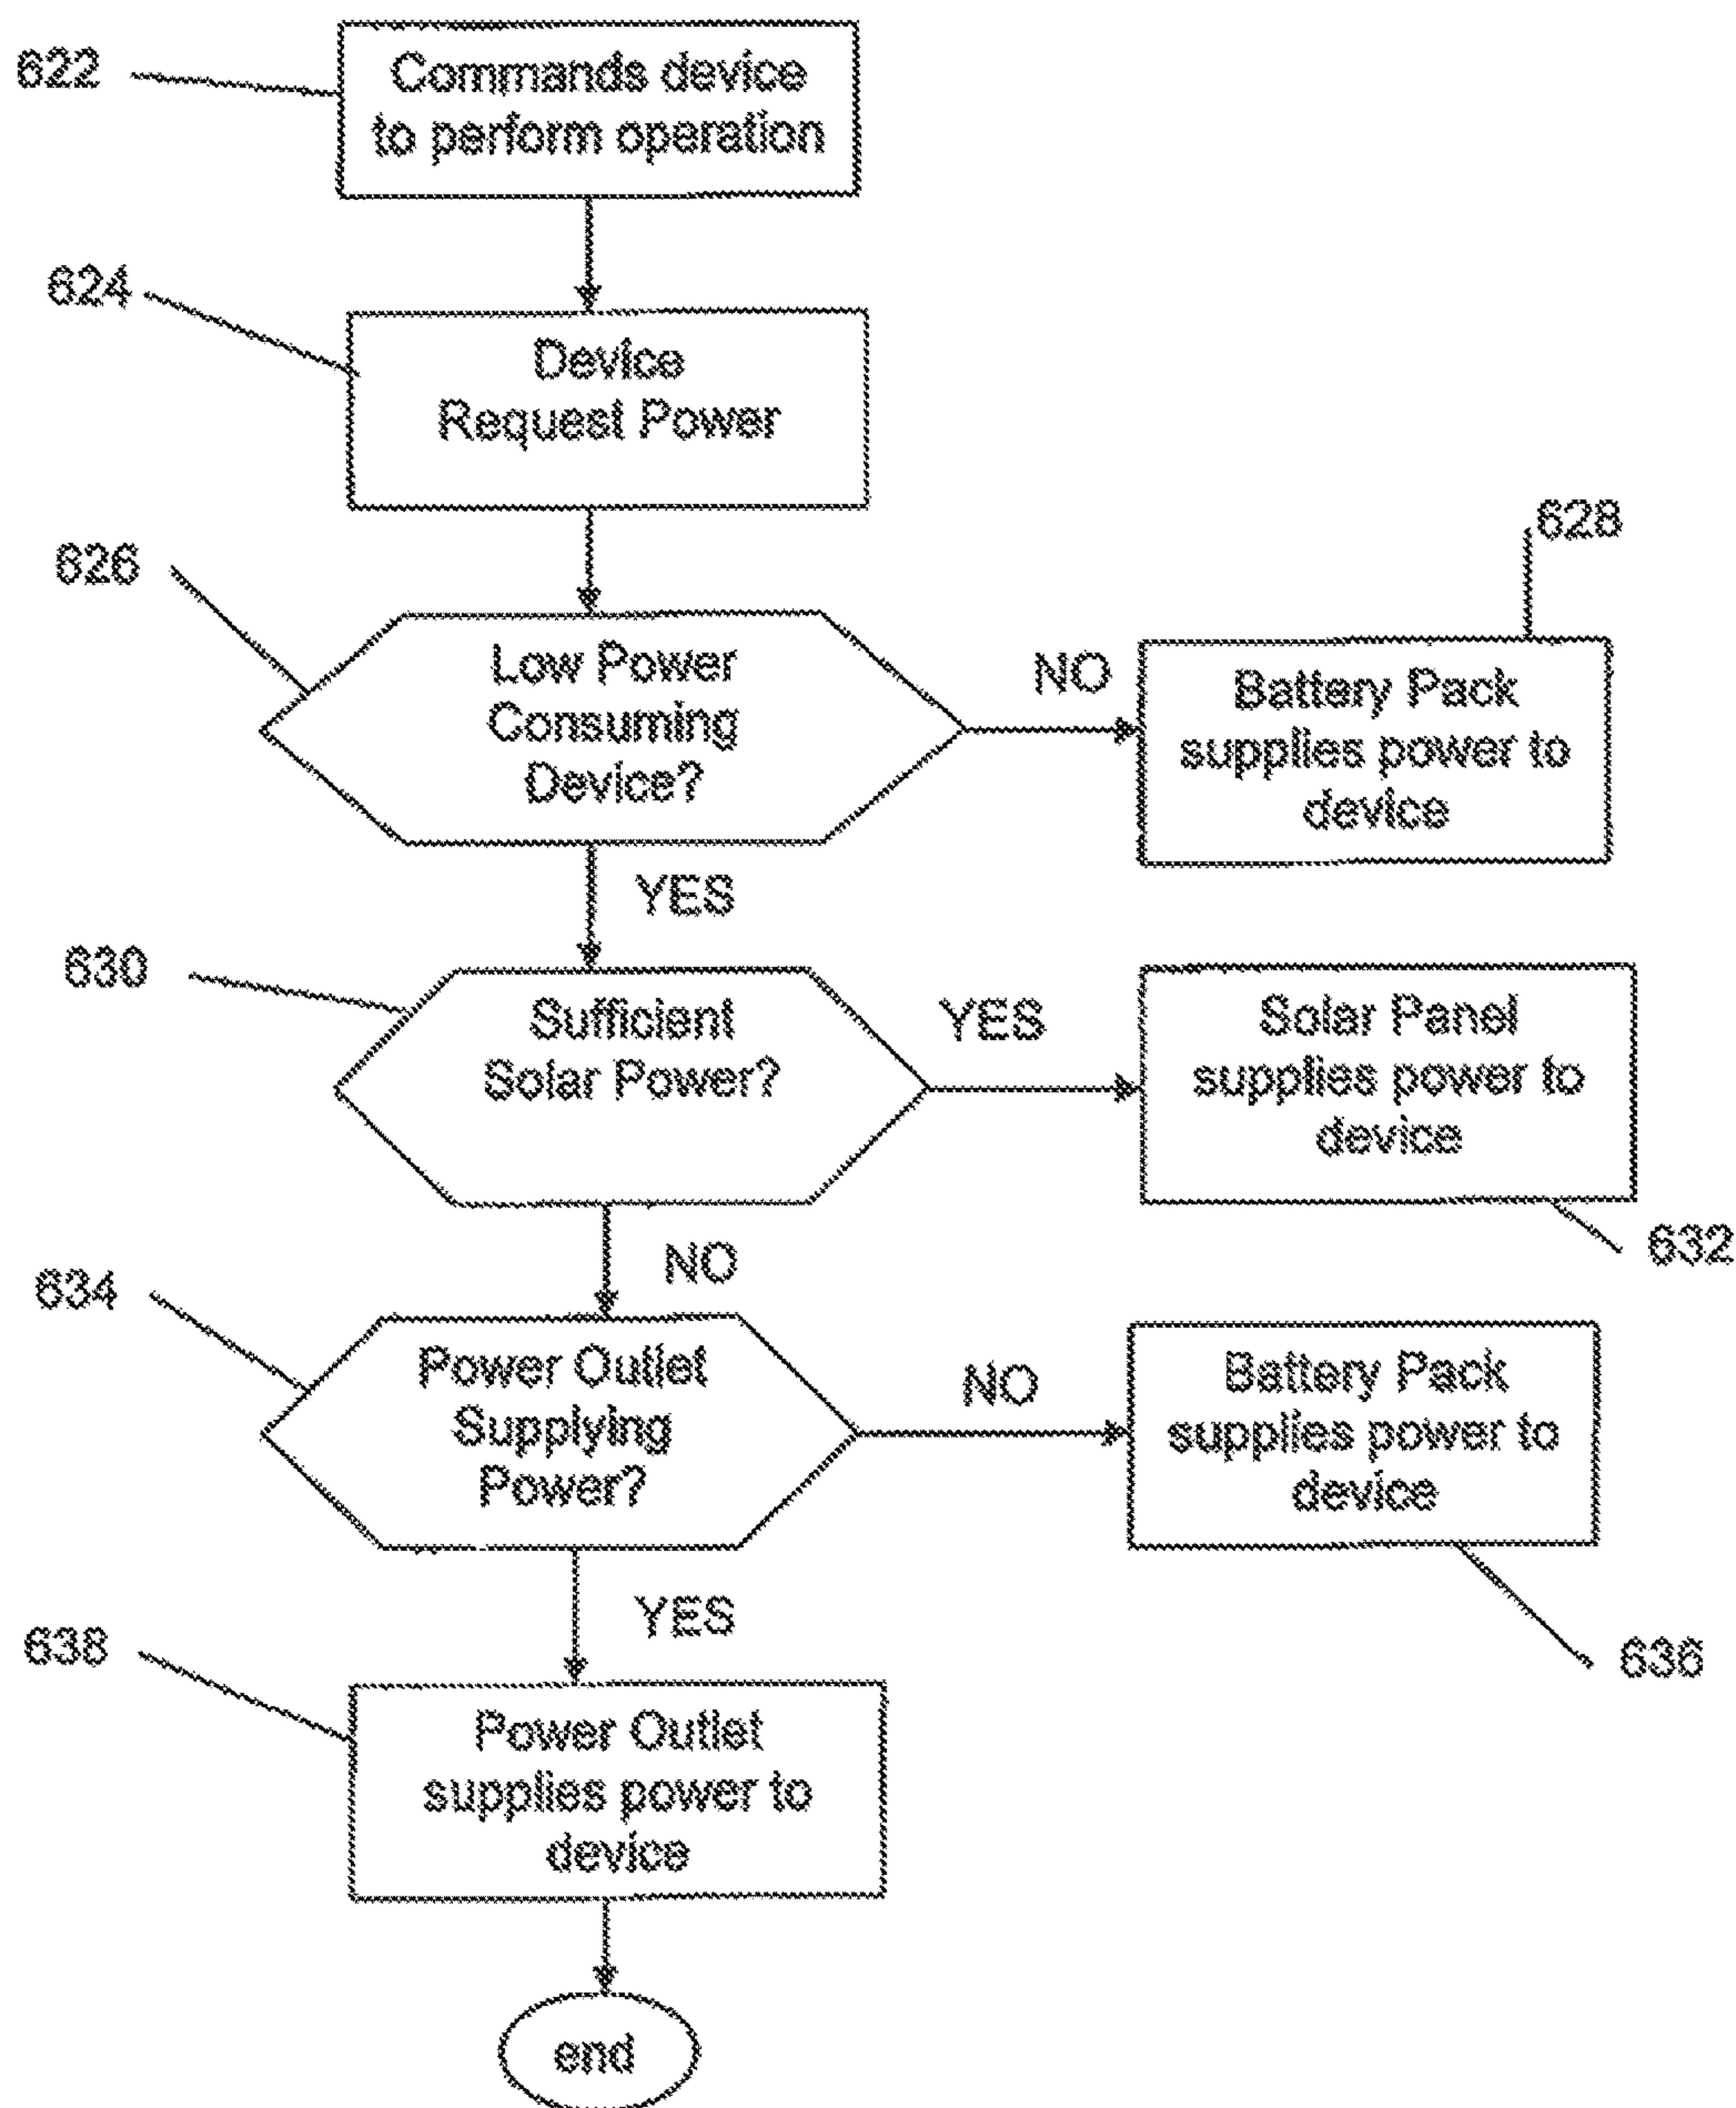 622
Commands device
to perform operation
624
Device
Request Power
626
Low Power
Consuming
Device?
NO
628
Battery Pack
supplies power to
device
YES
630
Sufficient
Solar Power?
YES
Solar Panel
supplies power to
device
632
NO
634
Power Outlet
Supplying
Power?
NO
Battery Pack
supplies power to
device
636
YES
638
Power Outlet
supplies power to
device
end